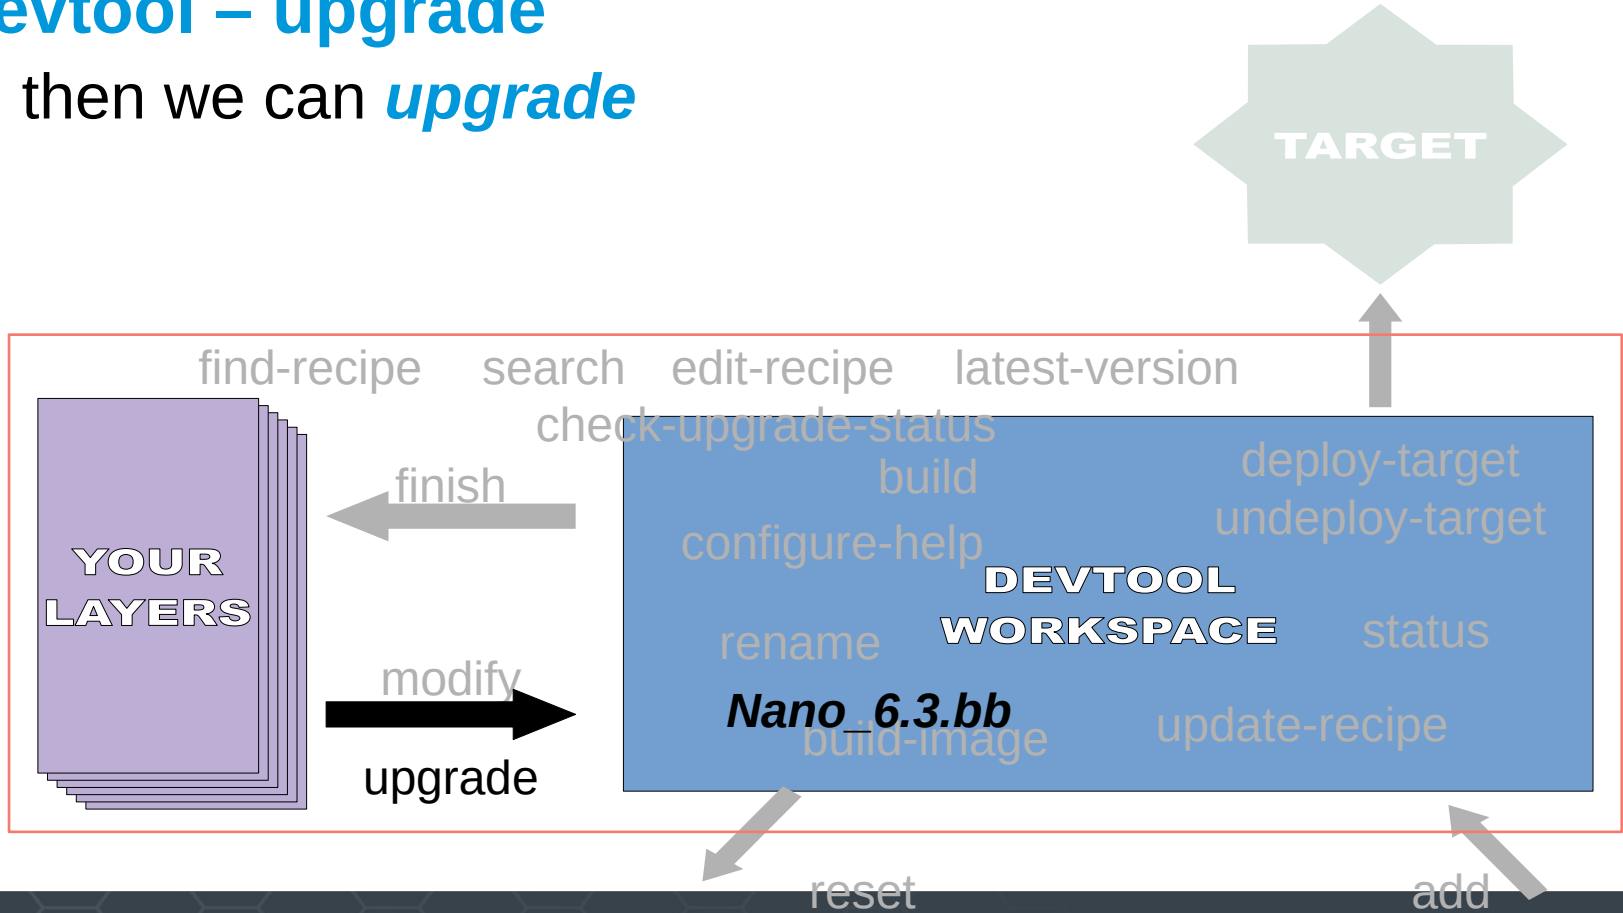 evtool – upgrade
then we can upgrade
TARGET
find-recipe search edit-recipe latest-version
check-upgrade-status
build
deploy-target
undeploy-target
finish
configure-help
YOUR
LAYERS
DEVTOOL
WORKSPACE
rename
status
modify
Nano_6.3.bb
build-image
update-recipe
upgrade
reset
add